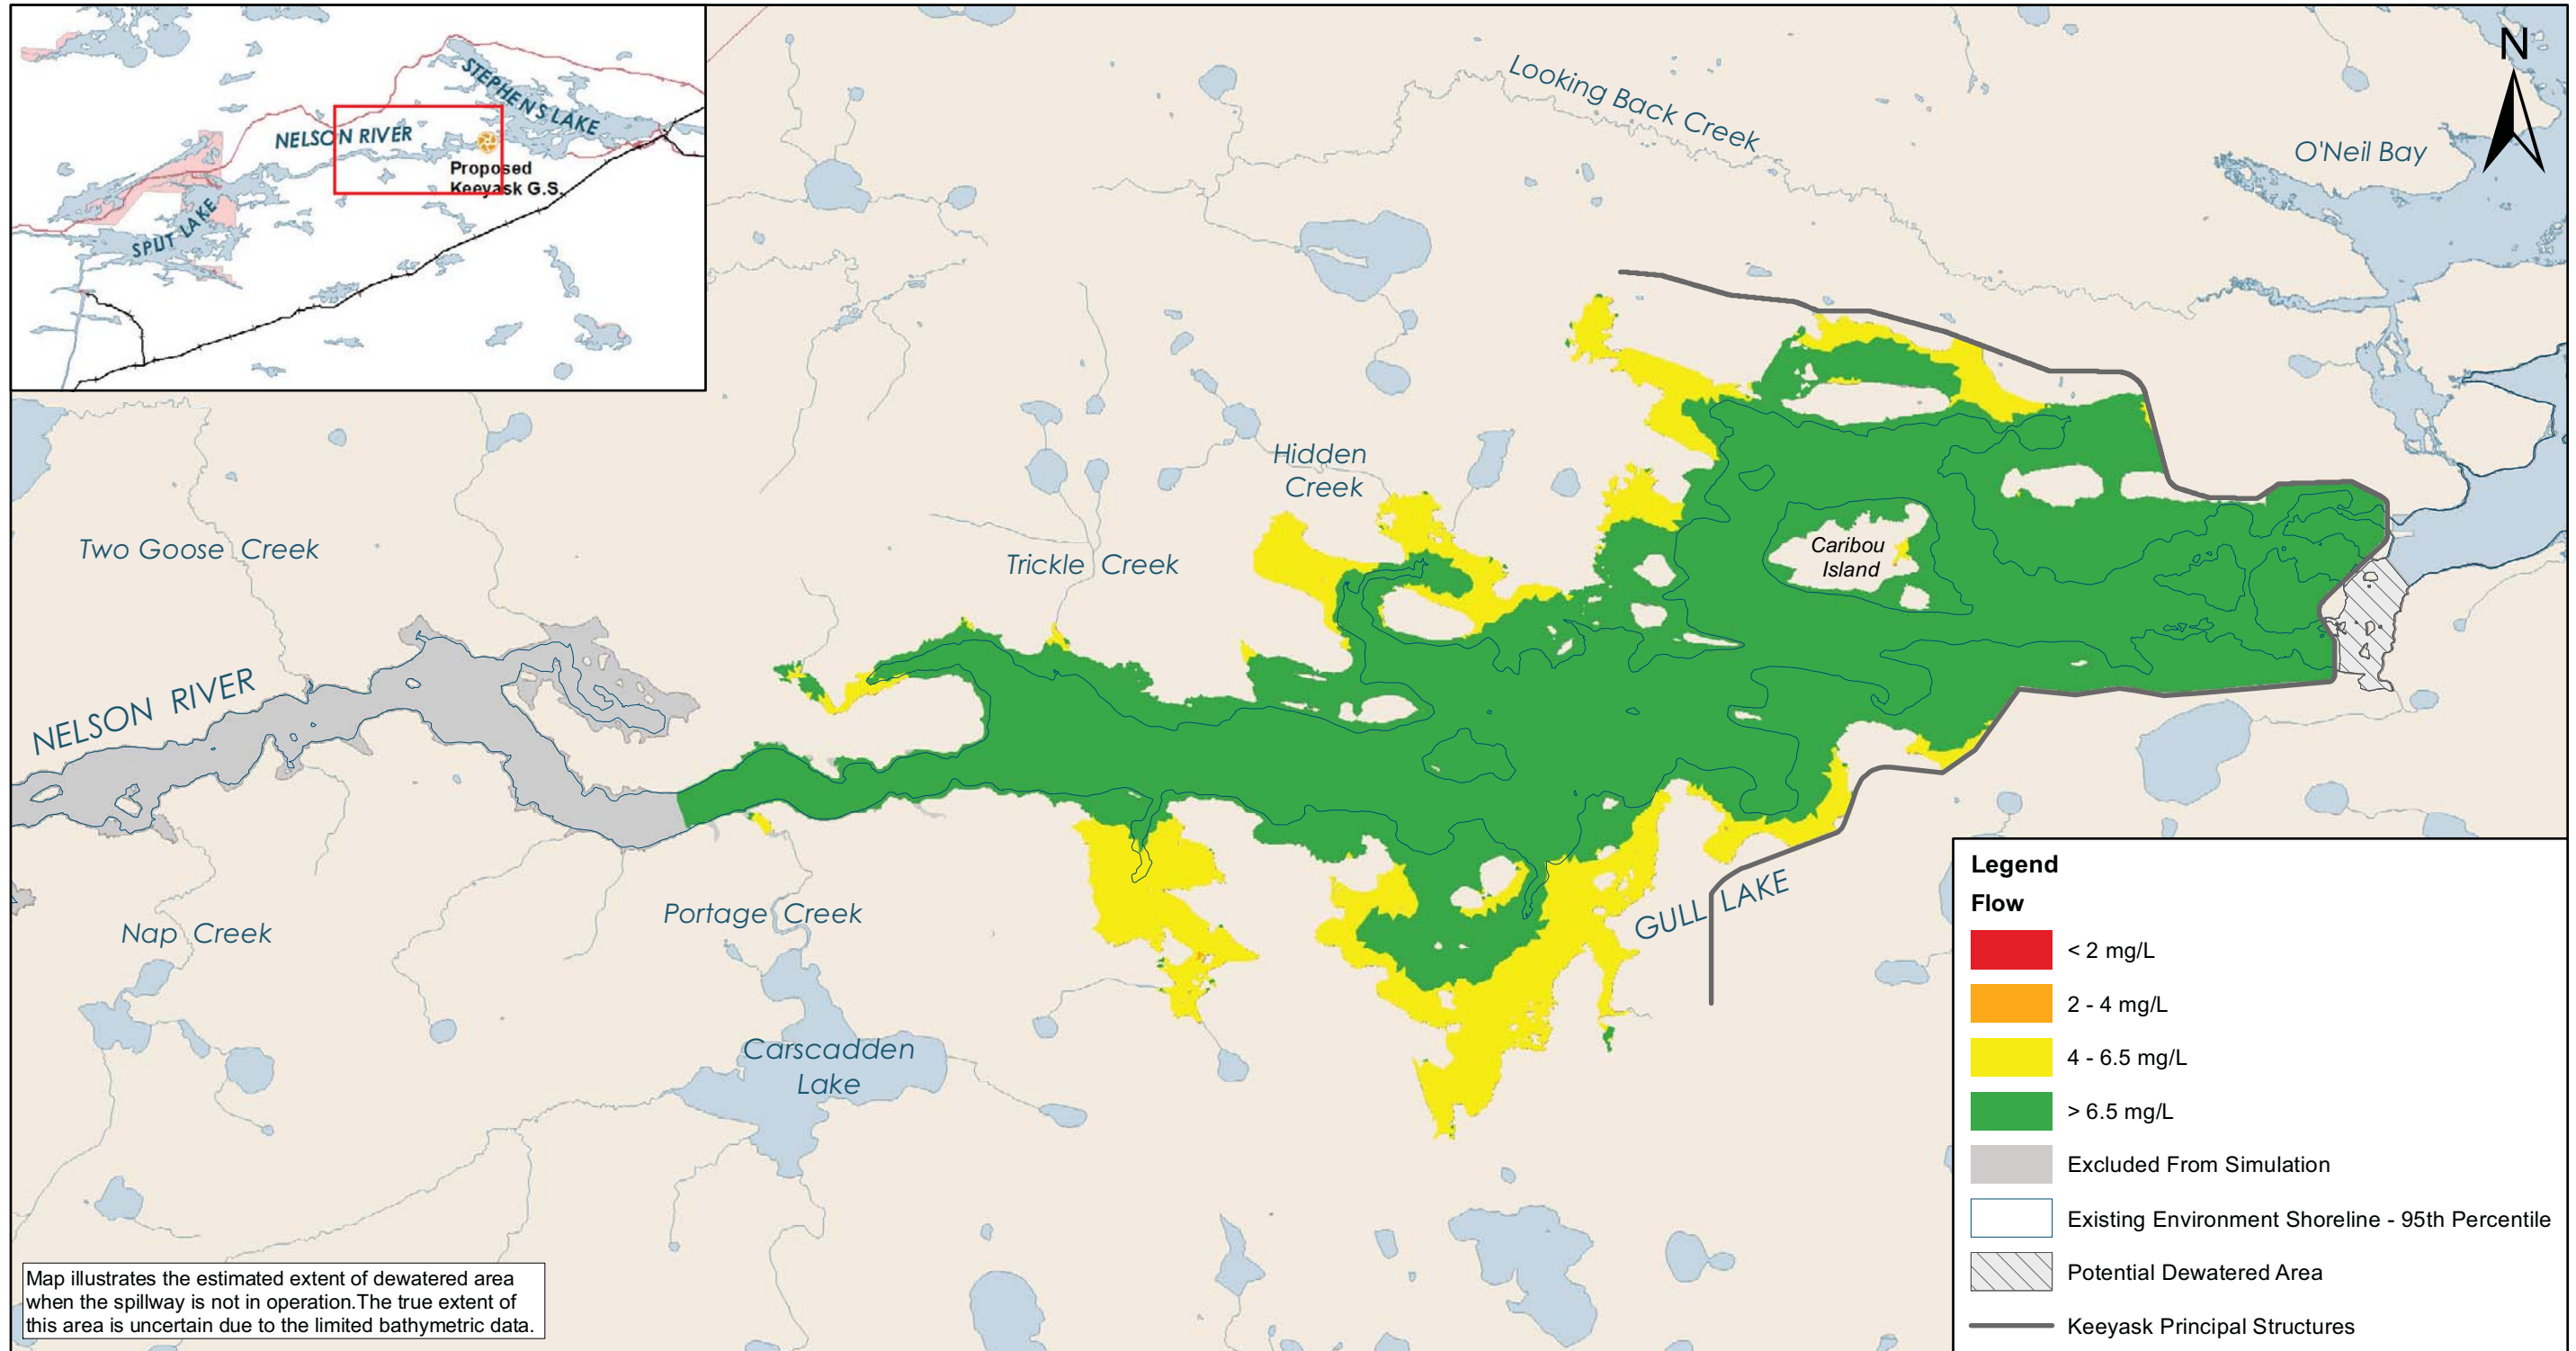 STEPHENS LAKE
NELSON RIVER
Proposed
Keeyask G.S.
SPLIT LAKE
N
Looking Back Creek
O'Neil Bay
Hidden
Creek
Two Goose Creek
Trickle Creek
Caribou
Island
NELSON RIVER
Nap Creek
Portage Creek
GULL LAKE
Carscadden
Lake
Legend
Flow
< 2 mg/L
2 - 4 mg/L
4 - 6.5 mg/L
> 6.5 mg/L
Excluded From Simulation
Existing Environment Shoreline - 95th Percentile
Potential Dewatered Area
Keeyask Principal Structures
Map illustrates the estimated extent of dewatered area
when the spillway is not in operation.The true extent of
this area is uncertain due to the limited bathymetric data.